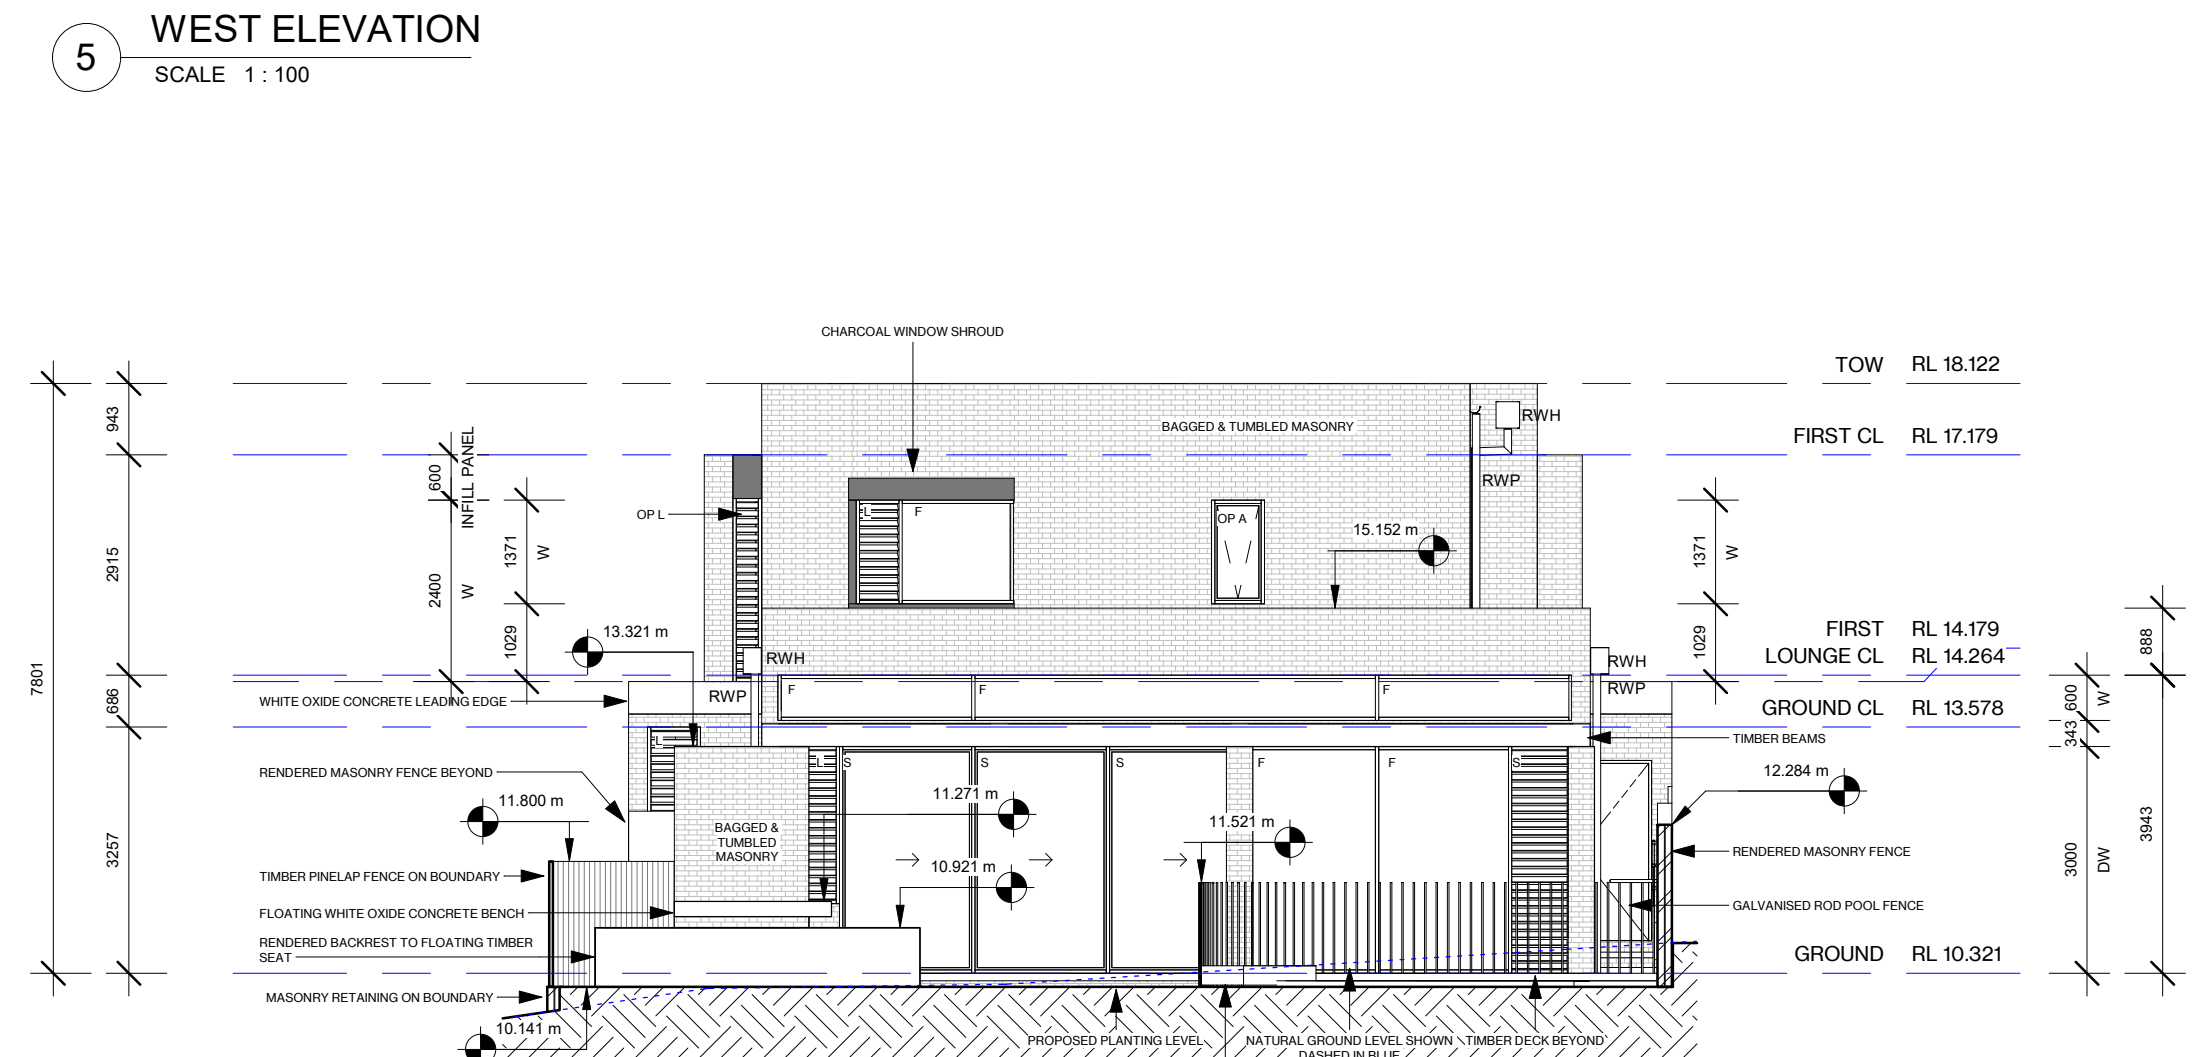 5
WEST ELEVATION
SCALE 1 : 100
CHARCOAL WINDOW SHROUD
TOW RL 18.122
943
RWH
BAGGED & TUMBLED MASONRY
FIRST CL RL 17.179
600
INFILL PANEL
RWP
OP L
L
F
OP A
15.152 m
1371
W
1371
W
2915
2400
W
13.321 m
1029
1029
FIRST RL 14.179
888
RWH
RWH
LOUNGE CL RL 14.264
7801
686
WHITE OXIDE CONCRETE LEADING EDGE
RWP
F
F
F
RWP
600
W
GROUND CL RL 13.578
343
L
TIMBER BEAMS
RENDERED MASONRY FENCE BEYOND
L
S
S
S
F
F
S
12.284 m
11.800 m
11.271 m
11.521 m
3257
BAGGED &
TUMBLED
MASONRY
3943
3000
DW
RENDERED MASONRY FENCE
10.921 m
TIMBER PINELAP FENCE ON BOUNDARY
FLOATING WHITE OXIDE CONCRETE BENCH
GALVANISED ROD POOL FENCE
RENDERED BACKREST TO FLOATING TIMBER
SEAT
GROUND RL 10.321
MASONRY RETAINING ON BOUNDARY
10.141 m
PROPOSED PLANTING LEVEL
NATURAL GROUND LEVEL SHOWN
DASHED IN BLUE
TIMBER DECK BEYOND